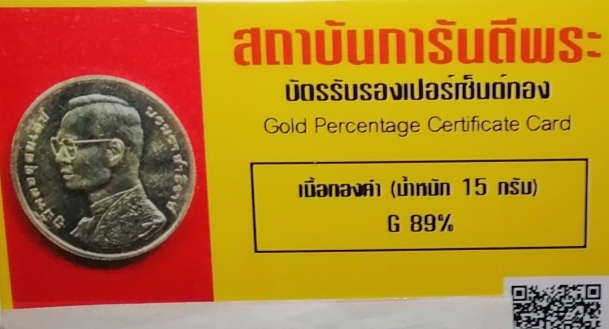 สถาบันการันตีพระ
บัตรรับรองเปอร์เซ็นต์ทอง
Gold Percentage Certificate Card
เนื้อทองคำ (น้ำหนัก 15 กรัม)
G 89%